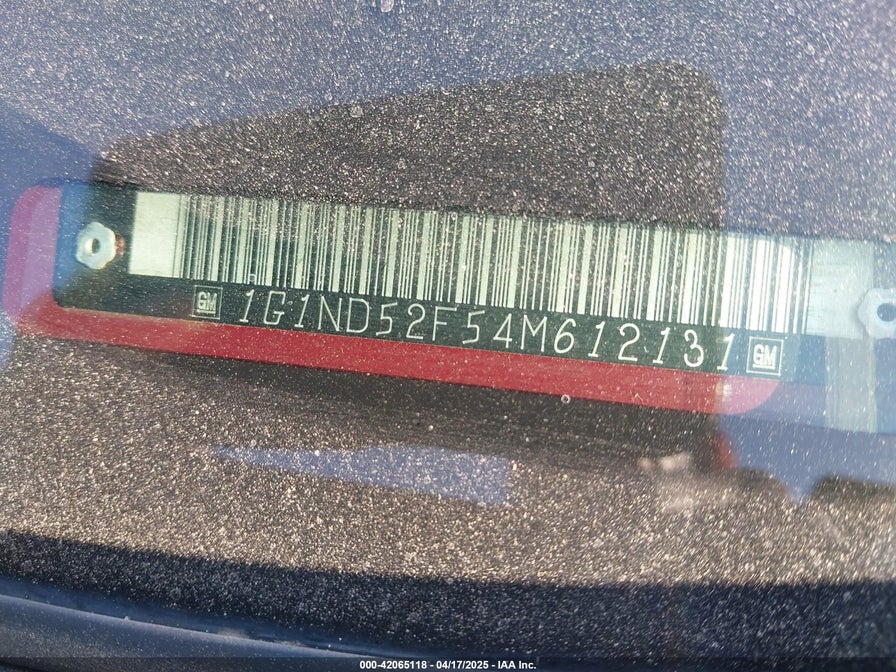 GM 1G1ND52F54M612131 GM
000-42065118 - 04/17/2025 - IAA Inc.